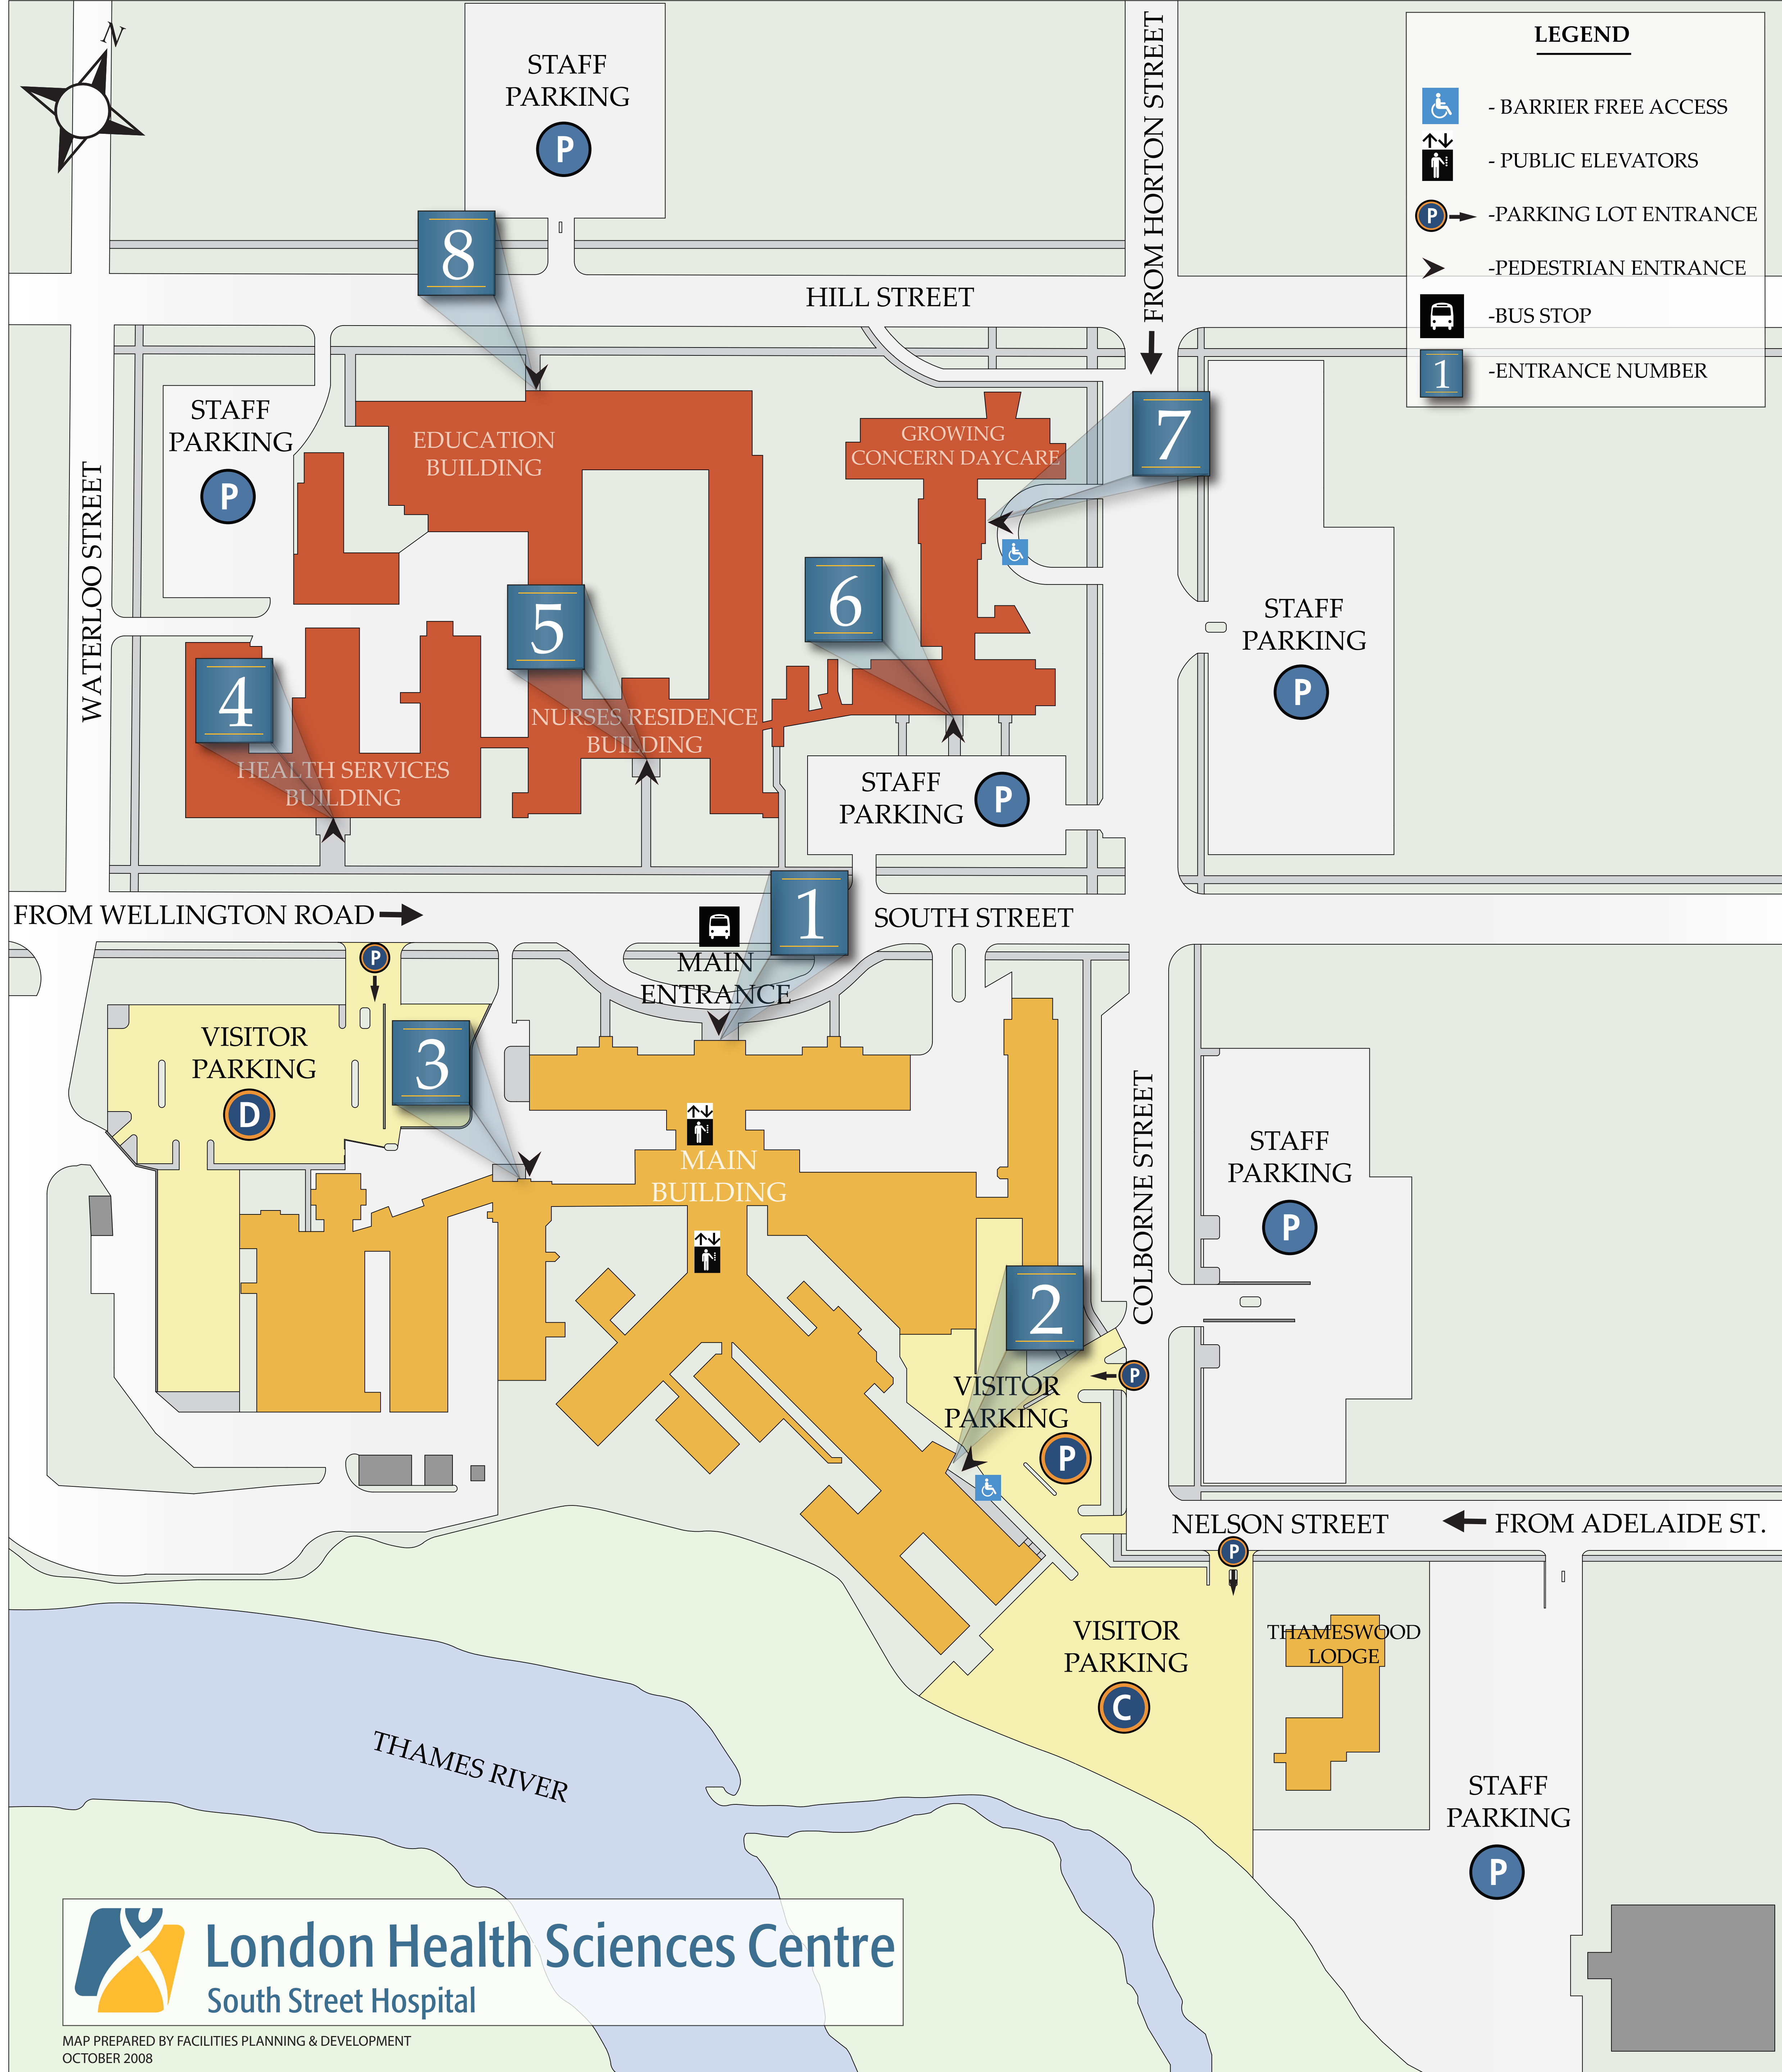 N
STAFF
PARKING
P
FROM HORTON STREET
LEGEND
- BARRIER FREE ACCESS
- PUBLIC ELEVATORS
P
-PARKING LOT ENTRANCE
-PEDESTRIAN ENTRANCE
-BUS STOP
1
-ENTRANCE NUMBER
8
HILL STREET
STAFF
PARKING
P
EDUCATION
BUILDING
GROWING
CONCERN DAYCARE
7
WATERLOO STREET
5
6
STAFF
PARKING
P
4
NURSES RESIDENCE
BUILDING
HEALTH SERVICES
BUILDING
STAFF
PARKING
P
FROM WELLINGTON ROAD
1
SOUTH STREET
P
MAIN
ENTRANCE
VISITOR
PARKING
D
3
MAIN
BUILDING
COLBORNE STREET
STAFF
PARKING
P
2
P
VISITOR
PARKING
P
NELSON STREET
FROM ADELAIDE ST.
P
VISITOR
PARKING
C
THAMESWOOD
LODGE
THAMES RIVER
STAFF
PARKING
P
London Health Sciences Centre
South Street Hospital
MAP PREPARED BY FACILITIES PLANNING & DEVELOPMENT
OCTOBER 2008